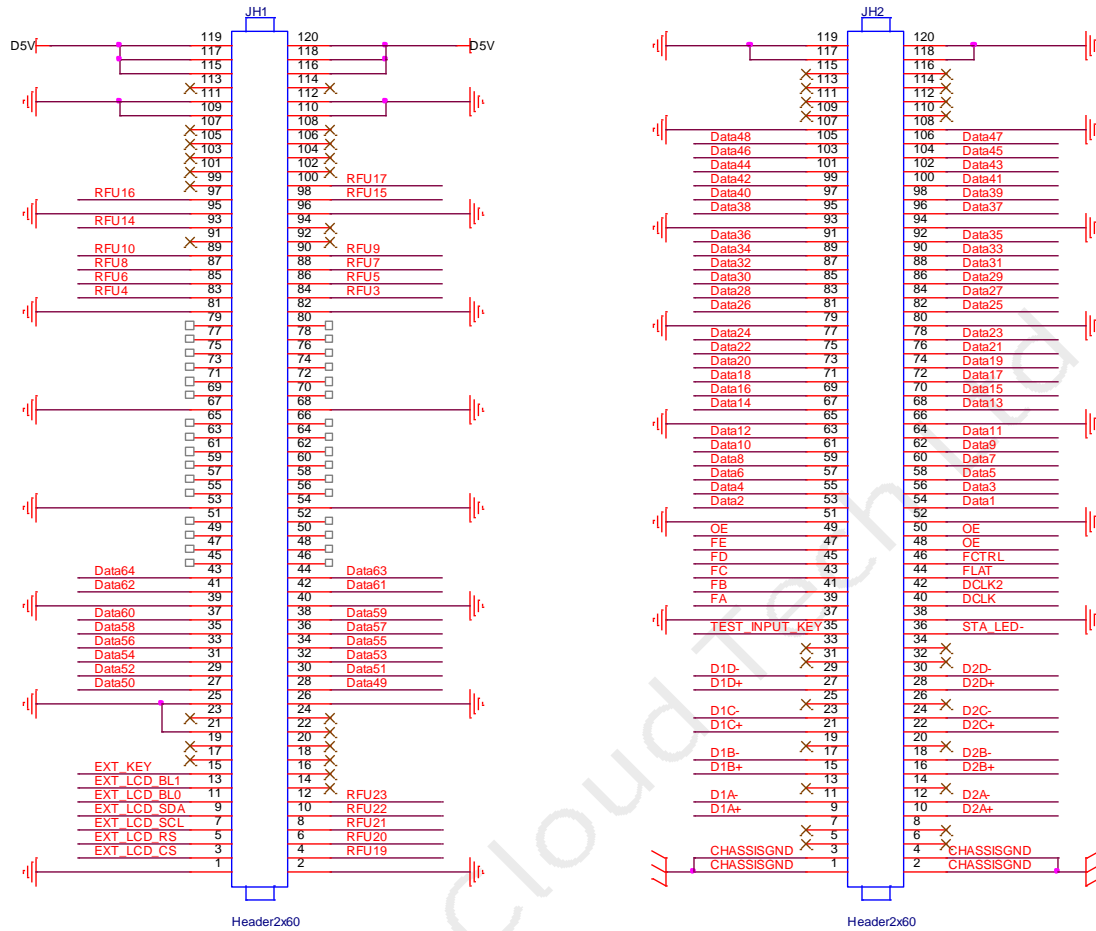 JH1
D5V 119 120 D5V
117 118
115 116
113 114
111 112
109 110
107 108
105 106
103 104
101 102
99 100 RFU17
RFU16 97 98 RFU15
95 96
RFU14 93 94
91 92
RFU10 89 90 RFU9
RFU8 87 88 RFU7
RFU6 85 86 RFU5
RFU4 83 84 RFU3
81 82
79 80
77 78
75 76
73 74
71 72
69 70
67 68
65 66
63 64
61 62
59 60
57 58
55 56
53 54
51 52
49 50
47 48
45 46
Data64 43 44 Data63
Data62 41 42 Data61
39 40
Data60 37 38 Data59
Data58 35 36 Data57
Data56 33 34 Data55
Data54 31 32 Data53
Data52 29 30 Data51
Data50 27 28 Data49
25 26
23 24
21 22
19 20
17 18
EXT_KEY 15 16
EXT_LCD_BL1 13 14
EXT_LCD_BL0 11 12 RFU23
EXT_LCD_SDA 9 10 RFU22
EXT_LCD_SCL 7 8 RFU21
EXT_LCD_RS 5 6 RFU20
EXT_LCD_CS 3 4 RFU19
1 2
Header2x60
JH2
119 120
117 118
115 116
113 114
111 112
109 110
107 108
Data48 105 106 Data47
Data46 103 104 Data45
Data44 101 102 Data43
Data42 99 100 Data41
Data40 97 98 Data39
Data38 95 96 Data37
93 94
Data36 91 92 Data35
Data34 89 90 Data33
Data32 87 88 Data31
Data30 85 86 Data29
Data28 83 84 Data27
Data26 81 82 Data25
79 80
Data24 77 78 Data23
Data22 75 76 Data21
Data20 73 74 Data19
Data18 71 72 Data17
Data16 69 70 Data15
Data14 67 68 Data13
65 66
Data12 63 64 Data11
Data10 61 62 Data9
Data8 59 60 Data7
Data6 57 58 Data5
Data4 55 56 Data3
Data2 53 54 Data1
51 52
OE 49 50 OE
FE 47 48 OE
FD 45 46 FCTRL
FC 43 44 FLAT
FB 41 42 DCLK2
FA 39 40 DCLK
37 38
TEST_INPUT_KEY 35 36 STA_LED-
33 34
31 32
D1D- 29 30 D2D-
D1D+ 27 28 D2D+
25 26
D1C- 23 24 D2C-
D1C+ 21 22 D2C+
19 20
D1B- 17 18 D2B-
D1B+ 15 16 D2B+
13 14
D1A- 11 12 D2A-
D1A+ 9 10 D2A+
7 8
5 6
CHASSISGND 3 4 CHASSISGND
CHASSISGND 1 2 CHASSISGND
Header2x60
Cloud Tech Ltd